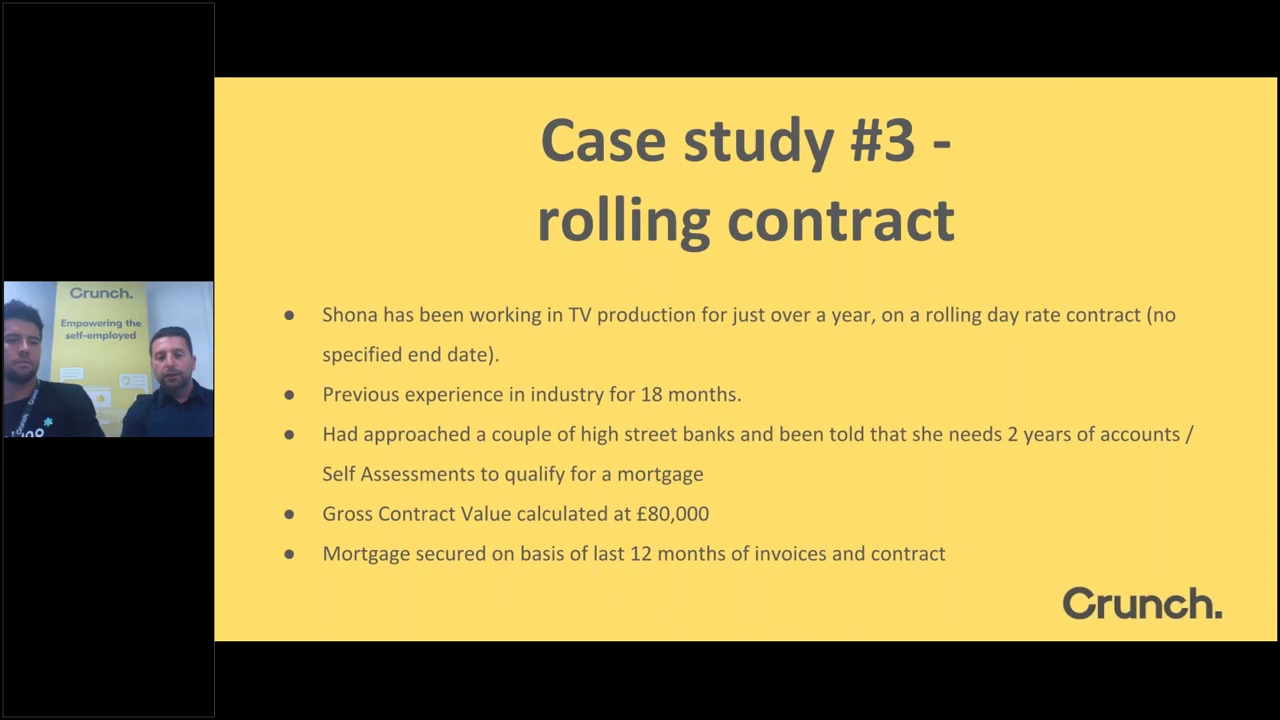 Case study #3 -
rolling contract
● Shona has been working in TV production for just over a year, on a rolling day rate contract (no
specified end date).
● Previous experience in industry for 18 months.
● Had approached a couple of high street banks and been told that she needs 2 years of accounts /
Self Assessments to qualify for a mortgage
● Gross Contract Value calculated at £80,000
● Mortgage secured on basis of last 12 months of invoices and contract
Crunch.
Crunch.
Empowering the
self-employed